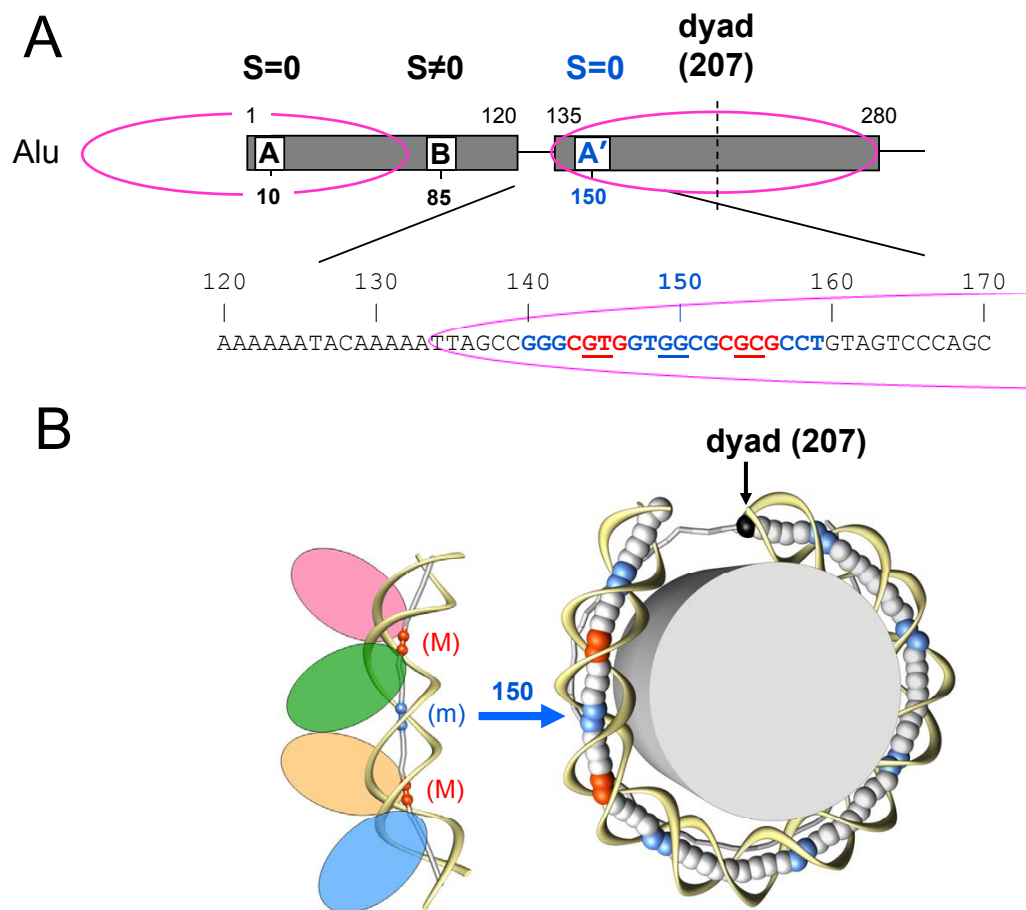 A
dyad
(207)
S=0 S≠0 S=0
1 120 135 280
Alu A B A′
10 85 150
120 130 140 150 160 170
AAAAAATACAAAAATTAGCCGGGCGTGGTGGCGCGCGCCTGTAGTCCCAGC
B
dyad (207)
(M)
150
(m)
(M)